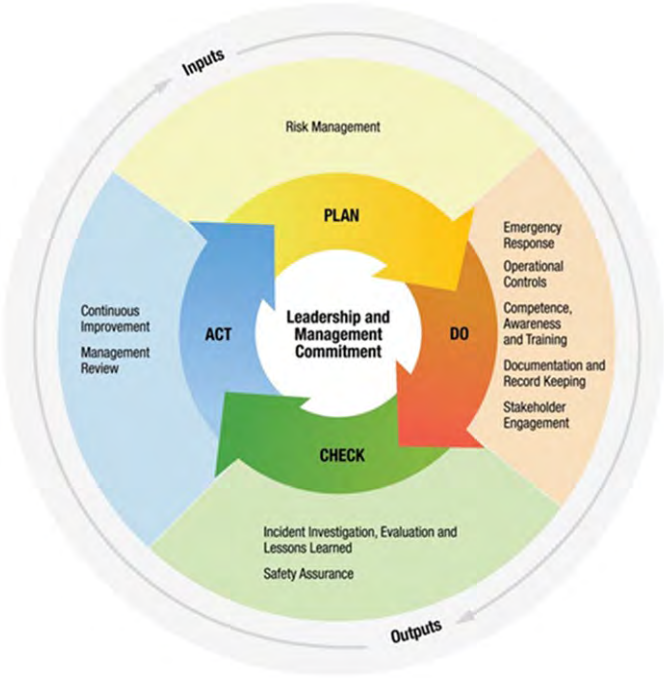 Inputs
Risk Management
PLAN
Emergency
Response
Operational
Controls
Competence,
Awareness
and Training
Documentation and
Record Keeping
Stakeholder
Engagement
DO
Leadership and
Management
Commitment
ACT
Continuous
Improvement
Management
Review
CHECK
Incident Investigation, Evaluation and
Lessons Learned
Safety Assurance
Outputs